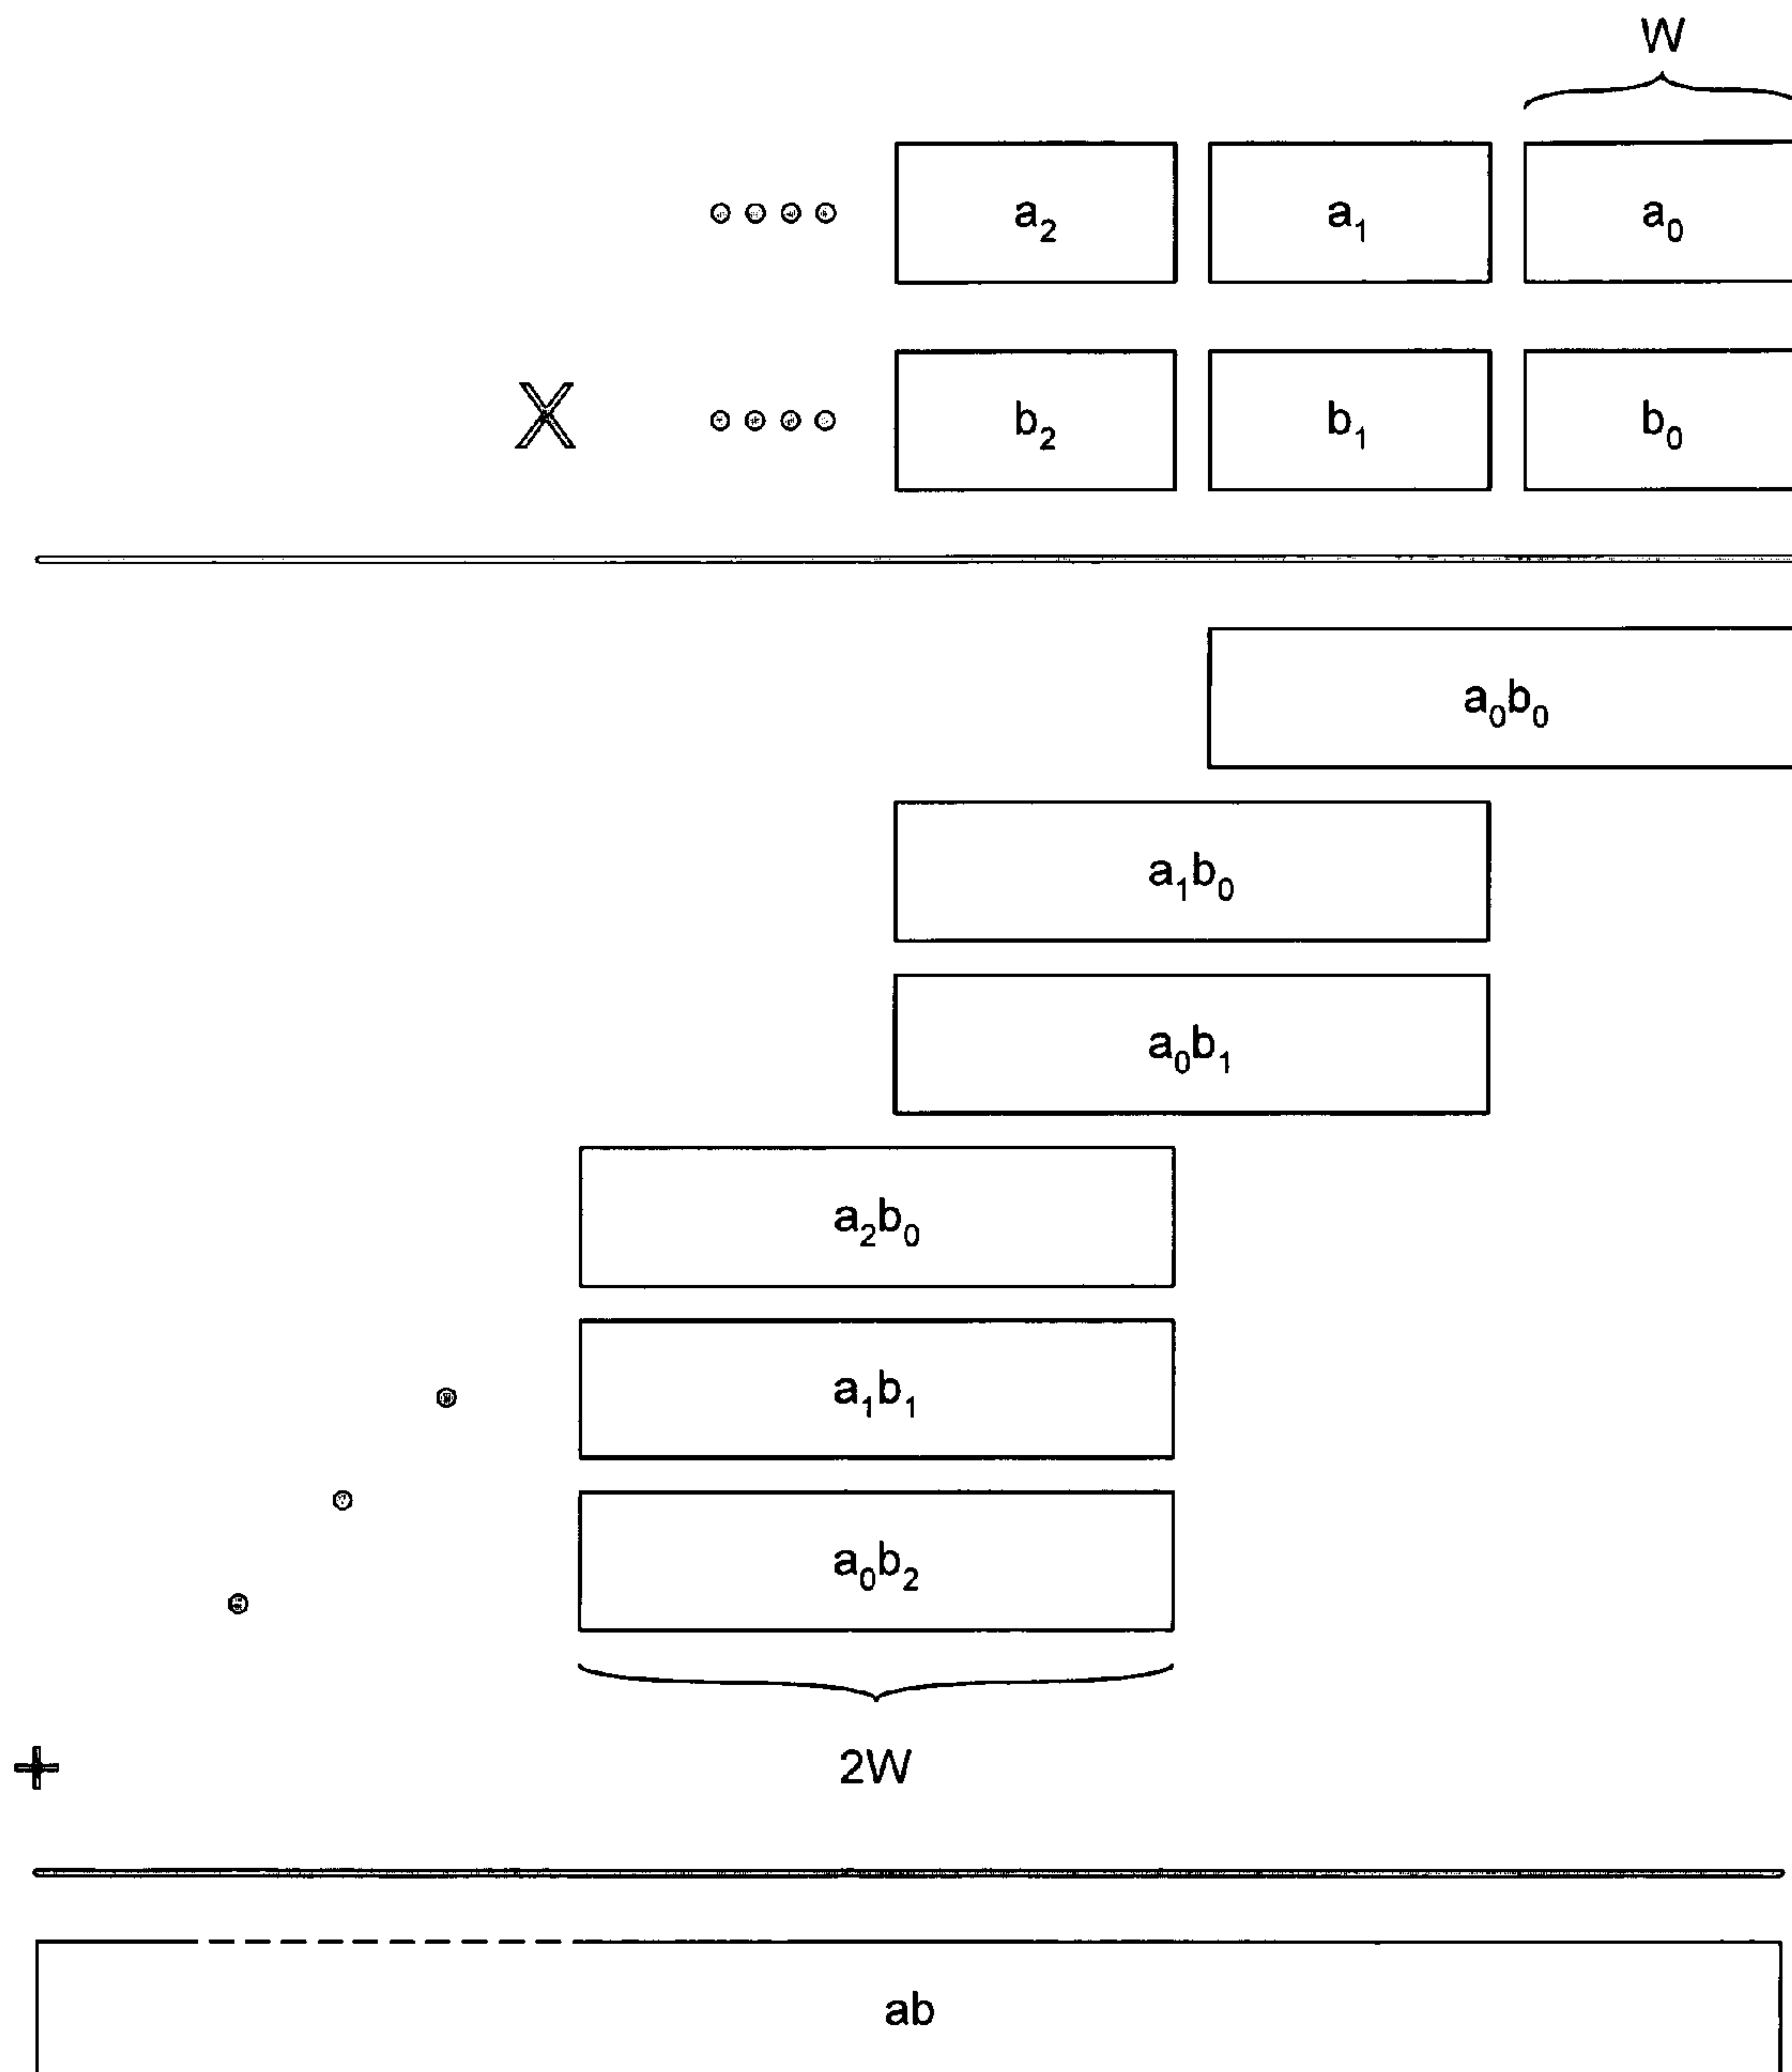 W
a₂ a₁ a₀
X b₂ b₁ b₀
a₀b₀
a₁b₀
a₀b₁
a₂b₀
a₁b₁
a₀b₂
+ 2W
ab